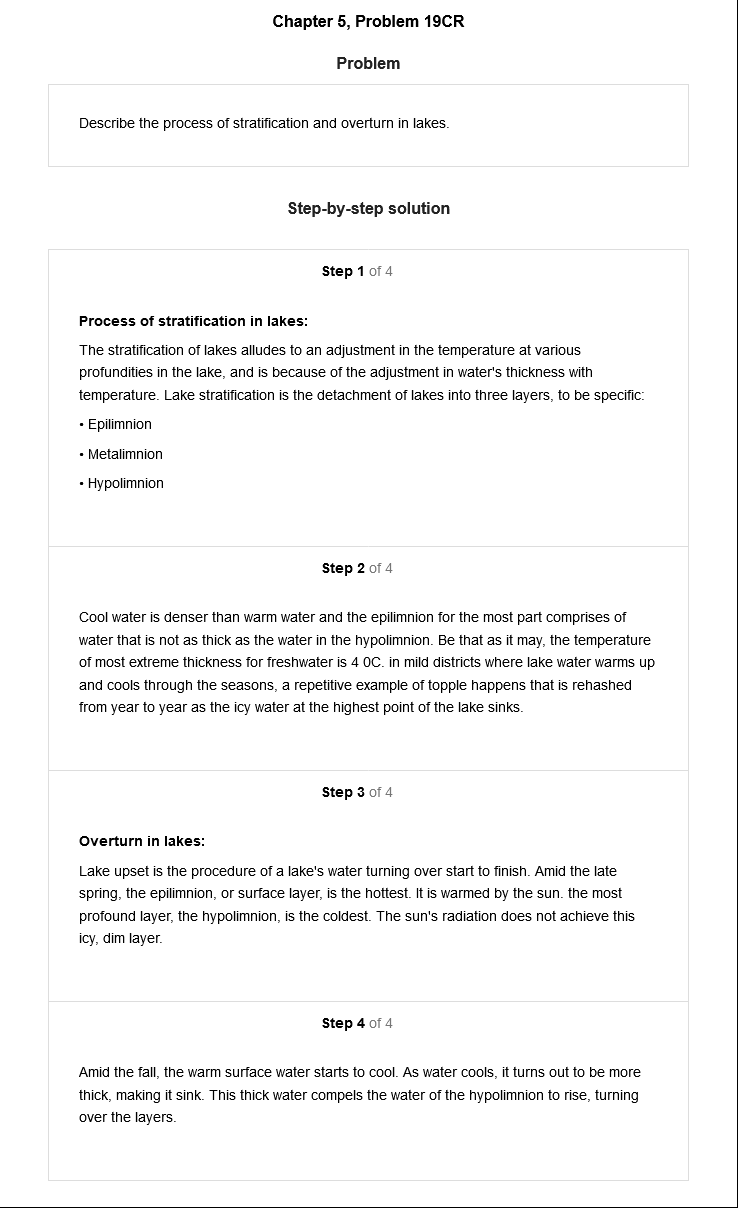 Chapter 5, Problem 19CR
Problem
Describe the process of stratification and overturn in lakes.
Step-by-step solution
Step 1 of 4
Process of stratification in lakes:
The stratification of lakes alludes to an adjustment in the temperature at various
profundities in the lake, and is because of the adjustment in water's thickness with
temperature. Lake stratification is the detachment of lakes into three layers, to be specific:
• Epilimnion
• Metalimnion
• Hypolimnion
Step 2 of 4
Cool water is denser than warm water and the epilimnion for the most part comprises of
water that is not as thick as the water in the hypolimnion. Be that as it may, the temperature
of most extreme thickness for freshwater is 4 0C. in mild districts where lake water warms up
and cools through the seasons, a repetitive example of topple happens that is rehashed
from year to year as the icy water at the highest point of the lake sinks.
Step 3 of 4
Overturn in lakes:
Lake upset is the procedure of a lake's water turning over start to finish. Amid the late
spring, the epilimnion, or surface layer, is the hottest. It is warmed by the sun. the most
profound layer, the hypolimnion, is the coldest. The sun's radiation does not achieve this
icy, dim layer.
Step 4 of 4
Amid the fall, the warm surface water starts to cool. As water cools, it turns out to be more
thick, making it sink. This thick water compels the water of the hypolimnion to rise, turning
over the layers.